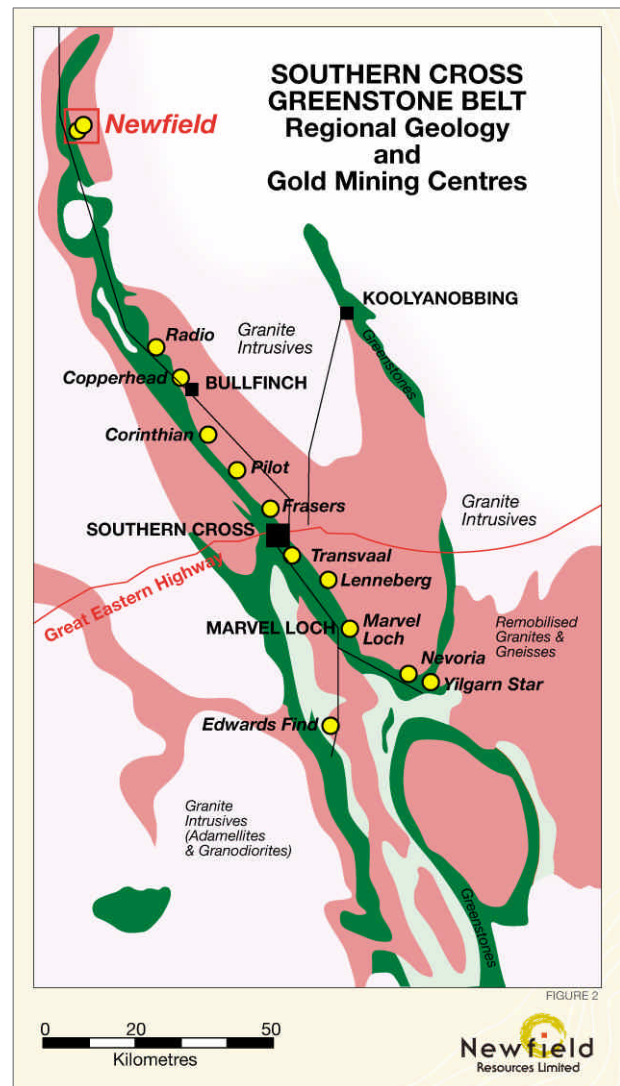 SOUTHERN CROSS
GREENSTONE BELT
Regional Geology
and
Gold Mining Centres
Newfield
KOOLYANOBBING
Greenstones
Radio
Granite
Intrusives
Copperhead
BULLFINCH
Corinthian
Pilot
Frasers
Granite
Intrusives
SOUTHERN CROSS
Transvaal
Great Eastern Highway
Lenneberg
MARVEL LOCH
Marvel
Loch
Remobilised
Granites &
Gneisses
Nevoria
Yilgarn Star
Edwards Find
Granite
Intrusives
(Adamellites
& Granodiorites)
Greenstones
FIGURE 2
0 20 50
Kilometres
Newfield
Resources Limited